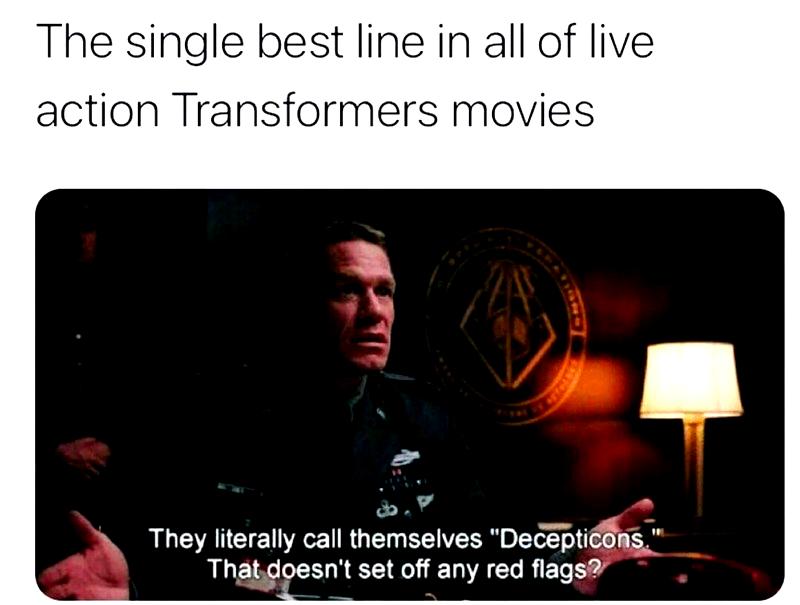 The single best line in all of live
action Transformers movies
They literally call themselves "Decepticons."
That doesn't set off any red flags?